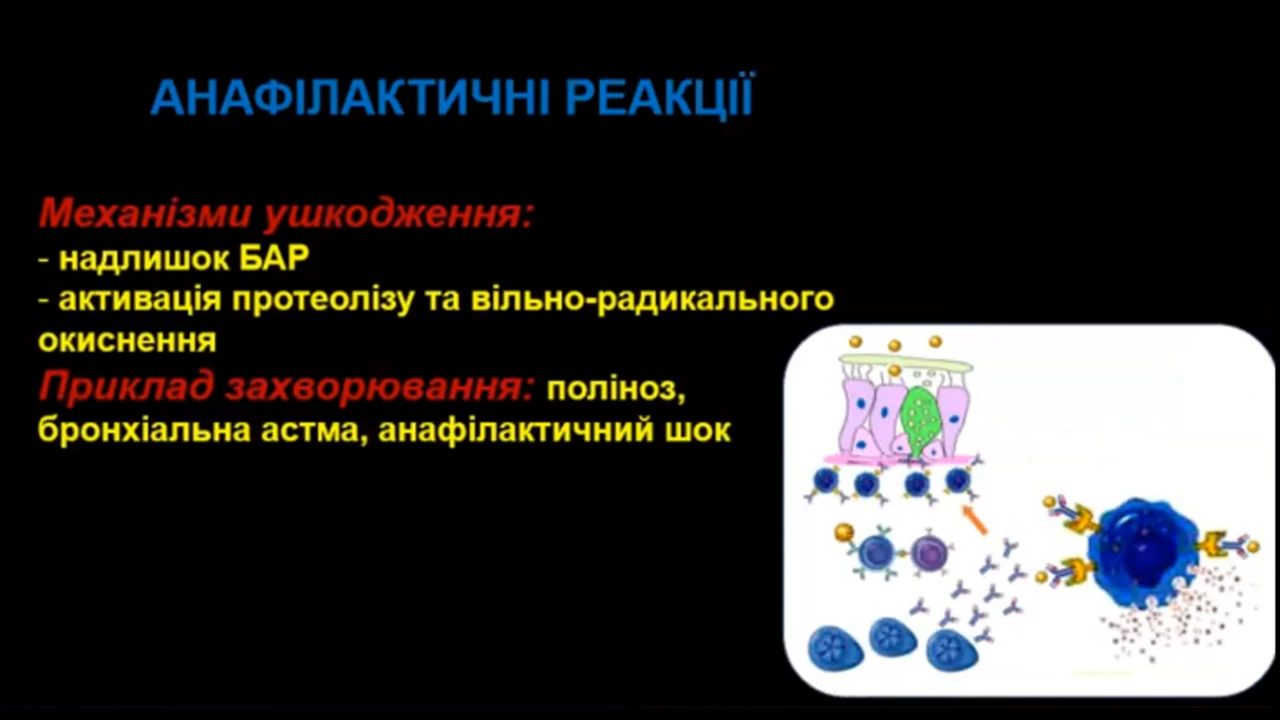 АНАФІЛАКТИЧНІ РЕАКЦІЇ
Механізми ушкодження:
- надлишок БАР
- активація протеолізу та вільно-радикального
окиснення
Приклад захворювання: поліноз,
бронхіальна астма, анафілактичний шок